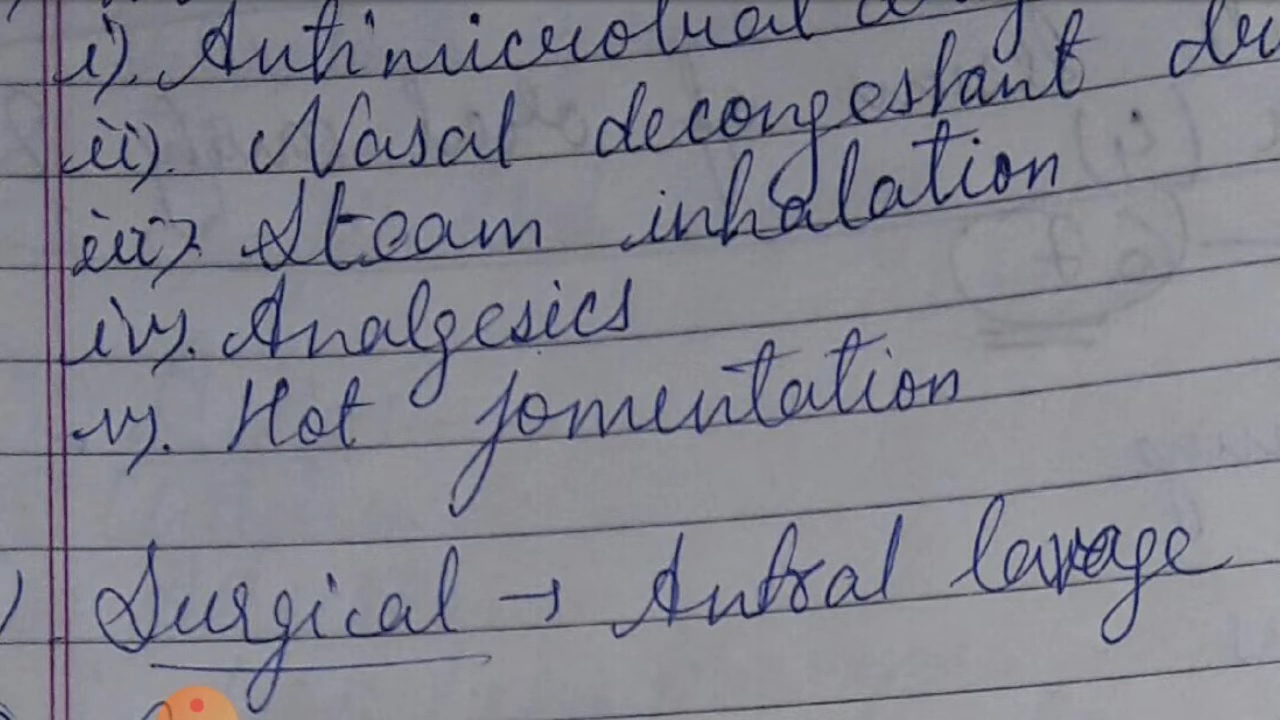 i). Antimicrobial
ii). Nasal decongestant
iii) Steam inhalation
iv). Analgesics
v). Hot fomentation
Surgical → Antral lavage